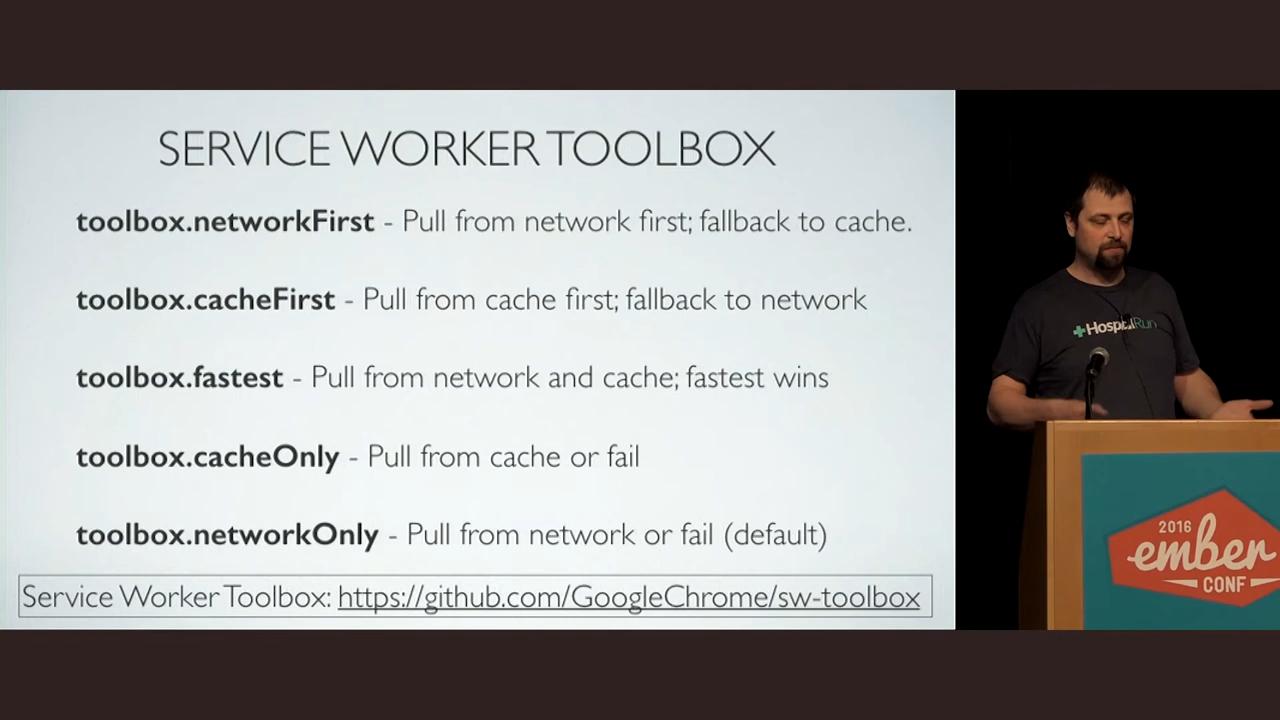 SERVICE WORKER TOOLBOX
toolbox.networkFirst - Pull from network first; fallback to cache.
toolbox.cacheFirst - Pull from cache first; fallback to network
toolbox.fastest - Pull from network and cache; fastest wins
toolbox.cacheOnly - Pull from cache or fail
toolbox.networkOnly - Pull from network or fail (default)
Service Worker Toolbox: https://github.com/GoogleChrome/sw-toolbox
HospitalRun
2016
ember
CONF